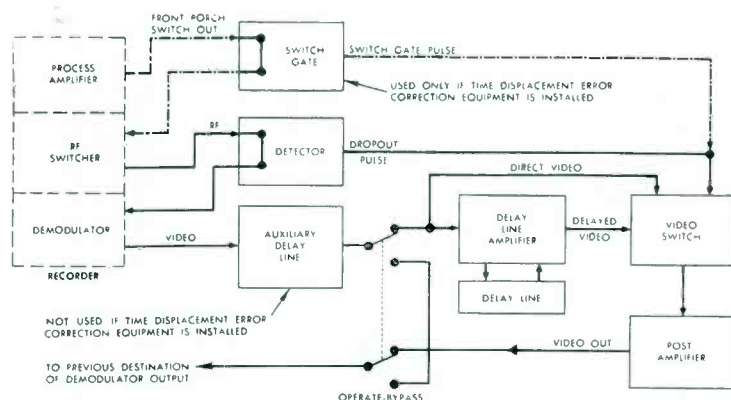 FRONT PORCH
SWITCH OUT
PROCESS
AMPLIFIER
SWITCH
GATE
SWITCH GATE PULSE
USED ONLY IF TIME DISPLACEMENT ERROR
CORRECTION EQUIPMENT IS INSTALLED
RF
SWITCHER
RF
DETECTOR
DROPOUT
PULSE
DIRECT VIDEO
DEMODULATOR
VIDEO
AUXILIARY
DELAY
LINE
DELAY
LINE
AMPLIFIER
DELAYED
VIDEO
VIDEO
SWITCH
RECORDER
DELAY LINE
NOT USED IF TIME DISPLACEMENT ERROR
CORRECTION EQUIPMENT IS INSTALLED
VIDEO OUT
POST
AMPLIFIER
TO PREVIOUS DESTINATION
OF DEMODULATOR OUTPUT
OPERATE-BYPASS